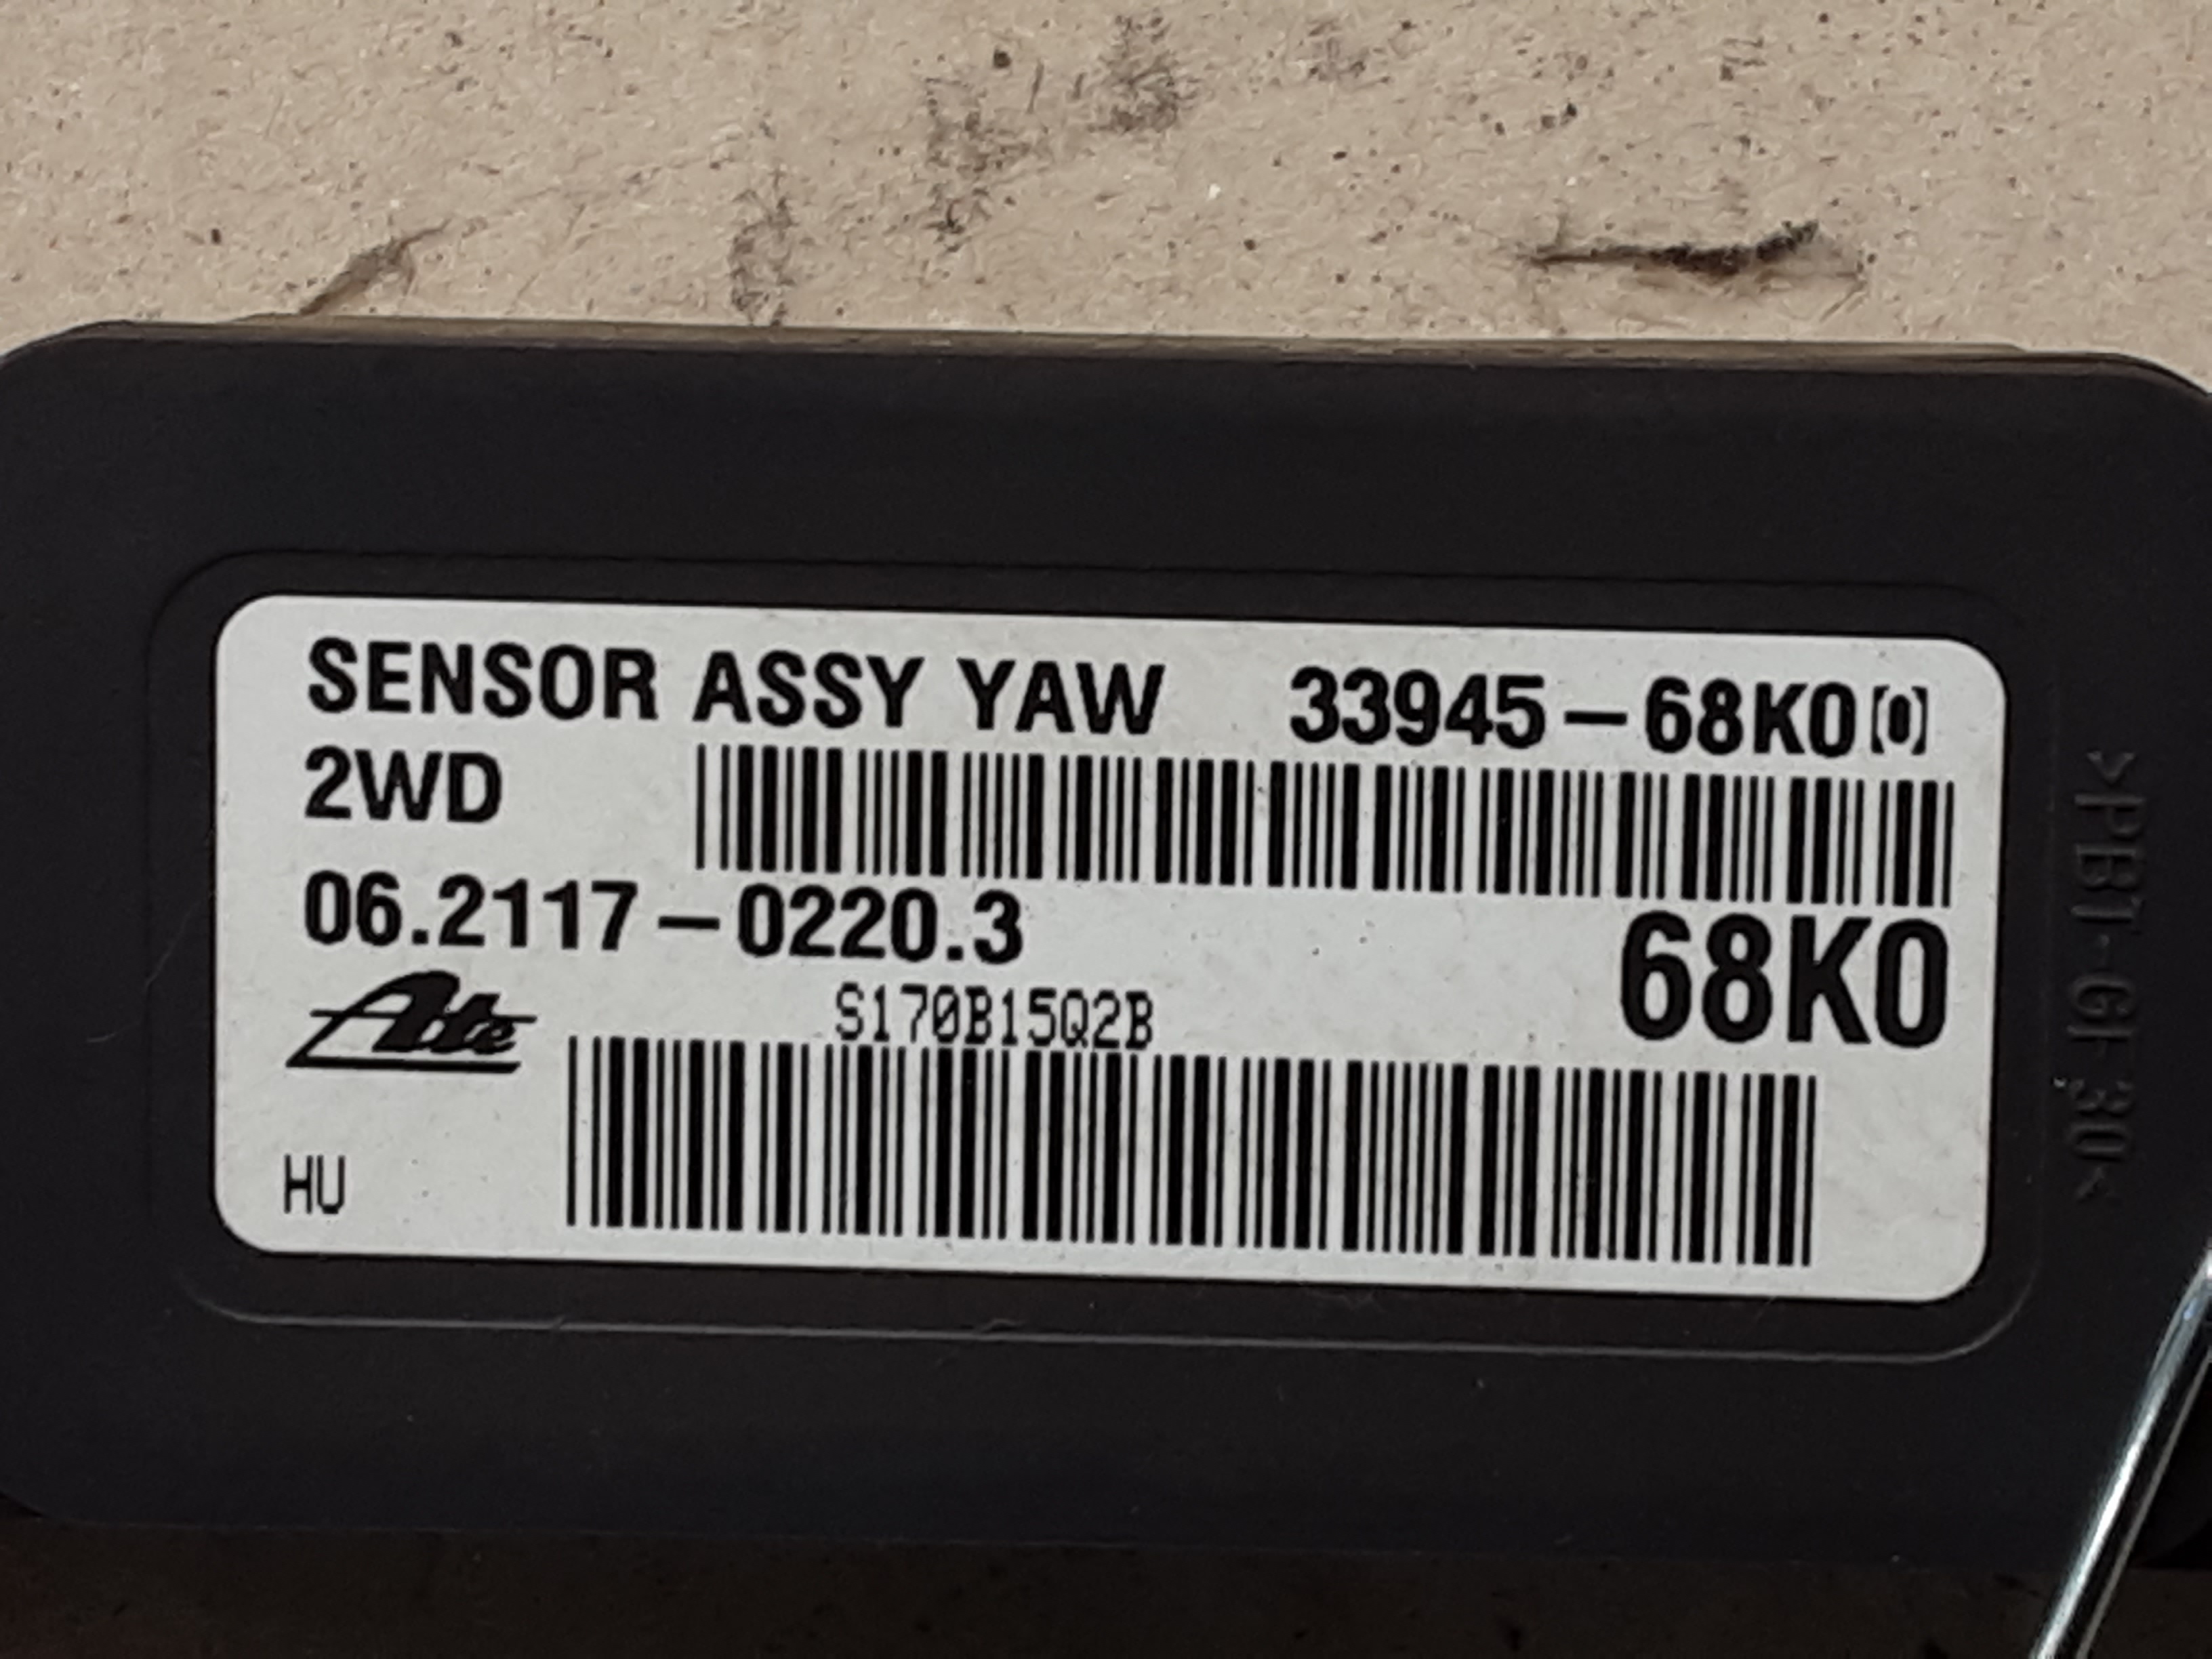 SENSOR ASSY YAW 33945-68K0[0]
2WD
06.2117-0220.3
68K0
Ate
S170B15Q2B
HU
>PBT-GF30<